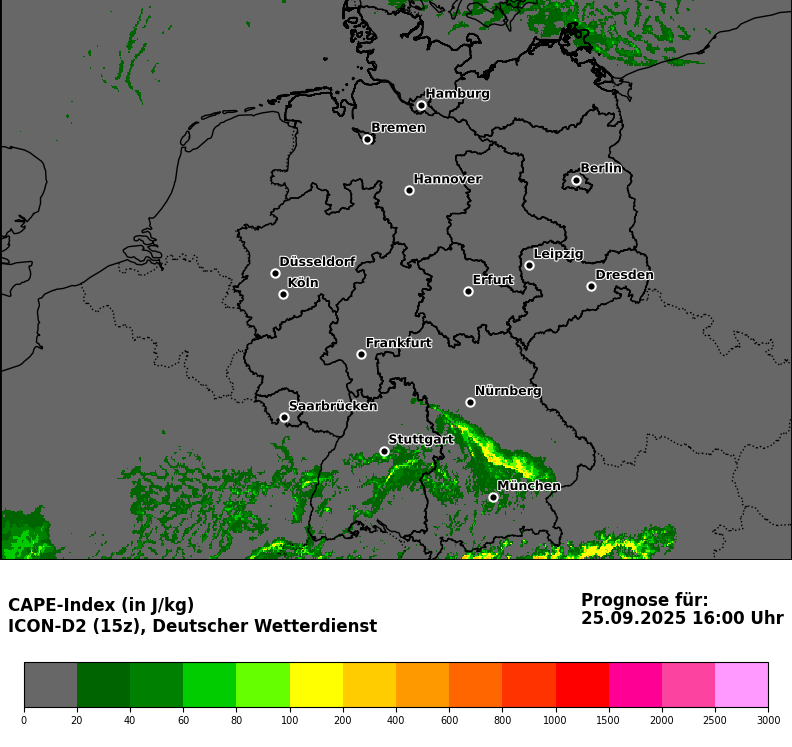 Hamburg
Bremen
Berlin
Hannover
Leipzig
Düsseldorf
Dresden
Erfurt
Köln
Frankfurt
Nürnberg
Saarbrücken
Stuttgart
München
CAPE-Index (in J/kg)
ICON-D2 (15z), Deutscher Wetterdienst
Prognose für:
25.09.2025 16:00 Uhr
0 20 40 60 80 100 200 400 600 800 1000 1500 2000 2500 3000